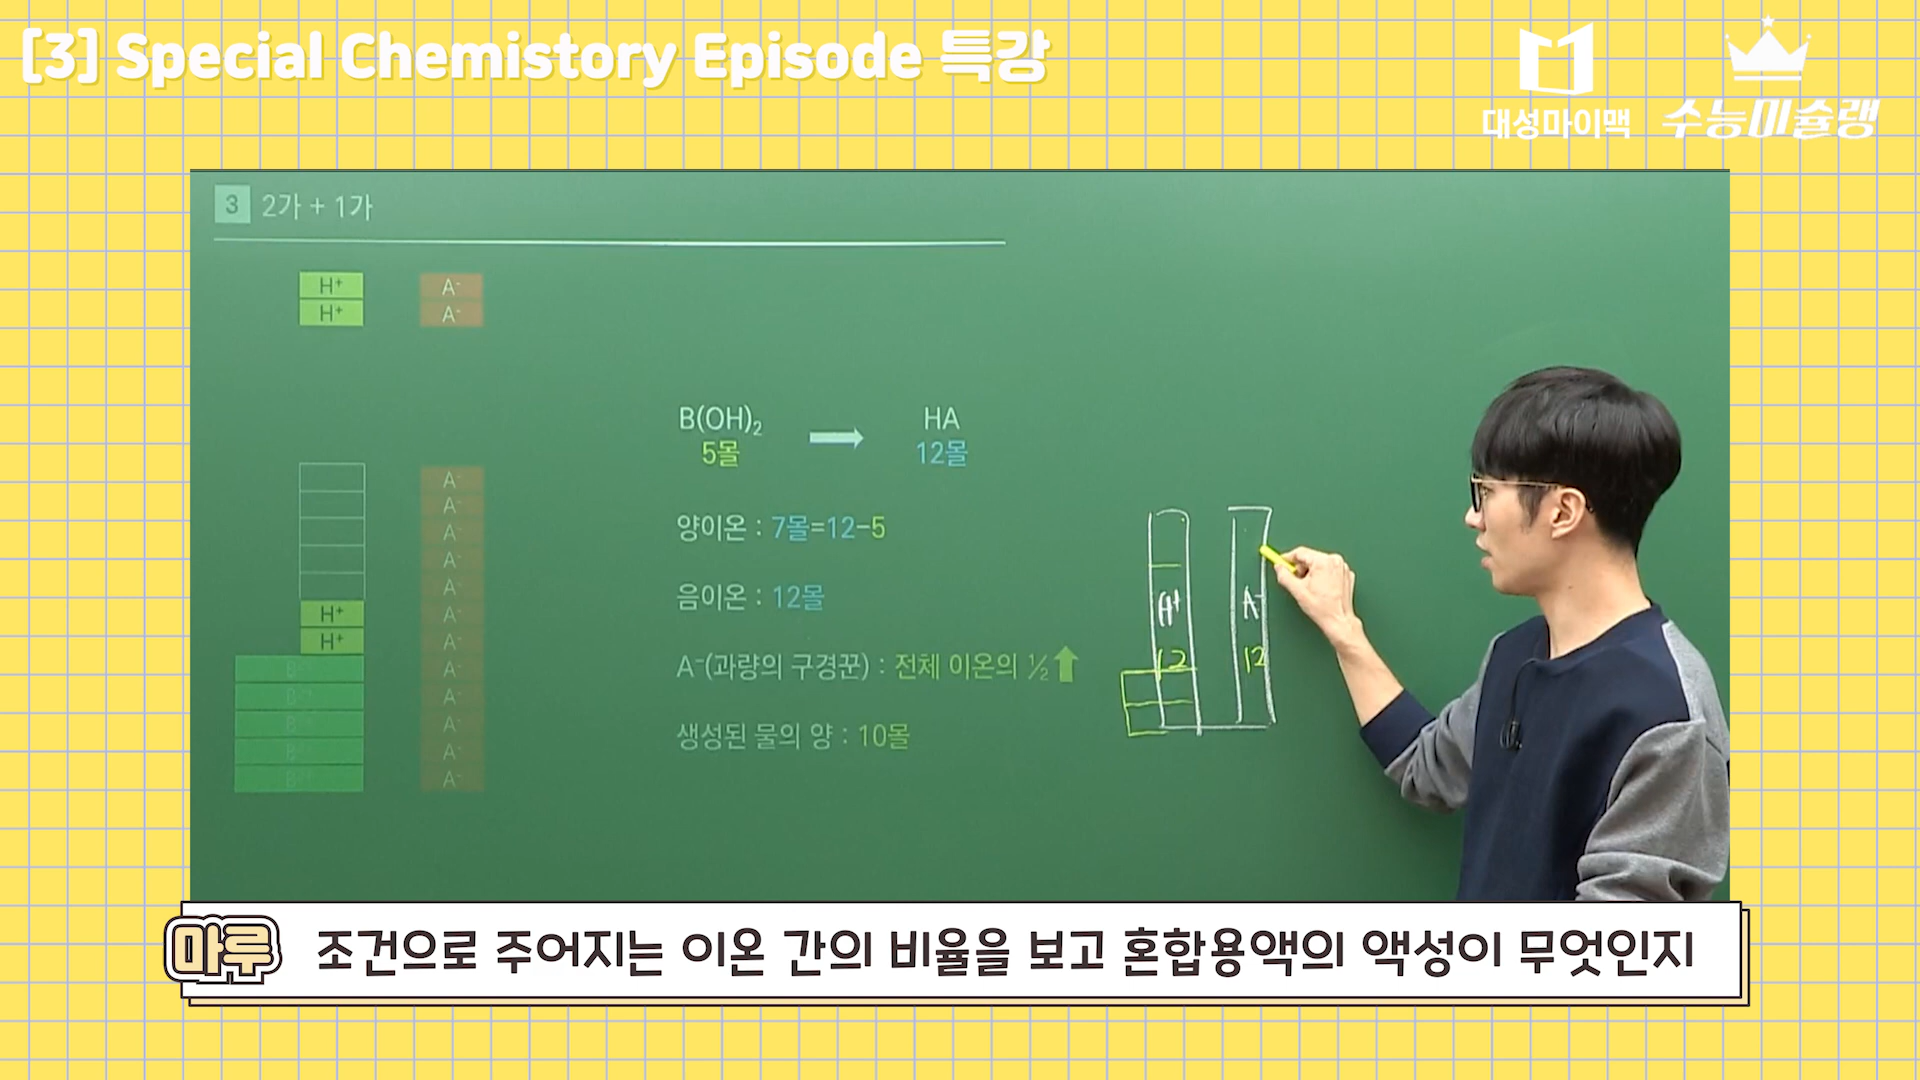 [3] Special Chemistory Episode 특강
대성마이맥
수능미슐랭
3 2가 + 1가
H⁺ A⁻
H⁺ A⁻
B(OH)₂ → HA
5몰 12몰
양이온 : 7몰=12-5
음이온 : 12몰
A⁻(과량의 구경꾼) : 전체 이온의 ½⬆
생성된 물의 양 : 10몰
A⁻
A⁻
A⁻
A⁻
A⁻
H⁺ A⁻
H⁺ A⁻
A⁻
A⁻
A⁻
A⁻
A⁻
H⁺ A⁻
12 12
마루
조건으로 주어지는 이온 간의 비율을 보고 혼합용액의 액성이 무엇인지